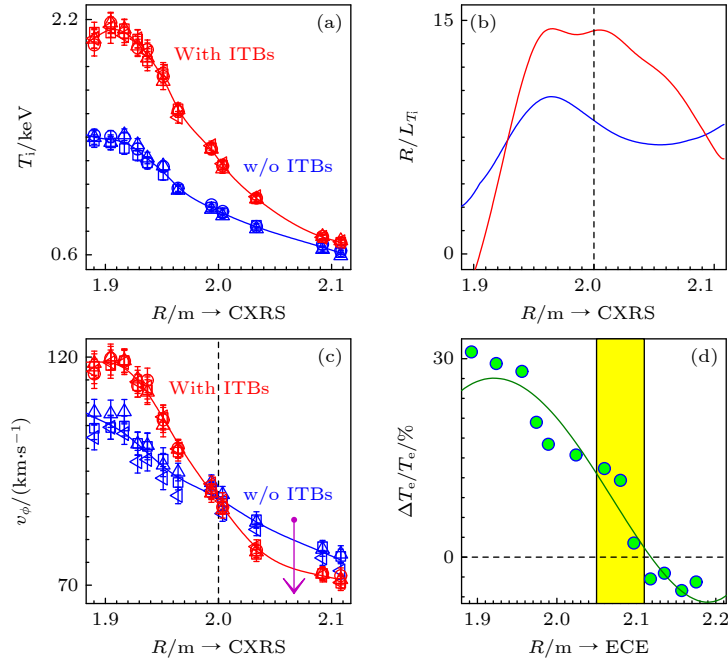 (a)
2.2
With ITBs
w/o ITBs
0.6
T_i/keV
1.9 2.0 2.1
R/m → CXRS
(b)
15
0
R/L_{T_i}
1.9 2.0 2.1
R/m → CXRS
(c)
120
With ITBs
w/o ITBs
70
v_ϕ/(km·s⁻¹)
1.9 2.0 2.1
R/m → CXRS
(d)
30
0
ΔT_e/T_e/%
1.9 2.0 2.1 2.2
R/m → ECE